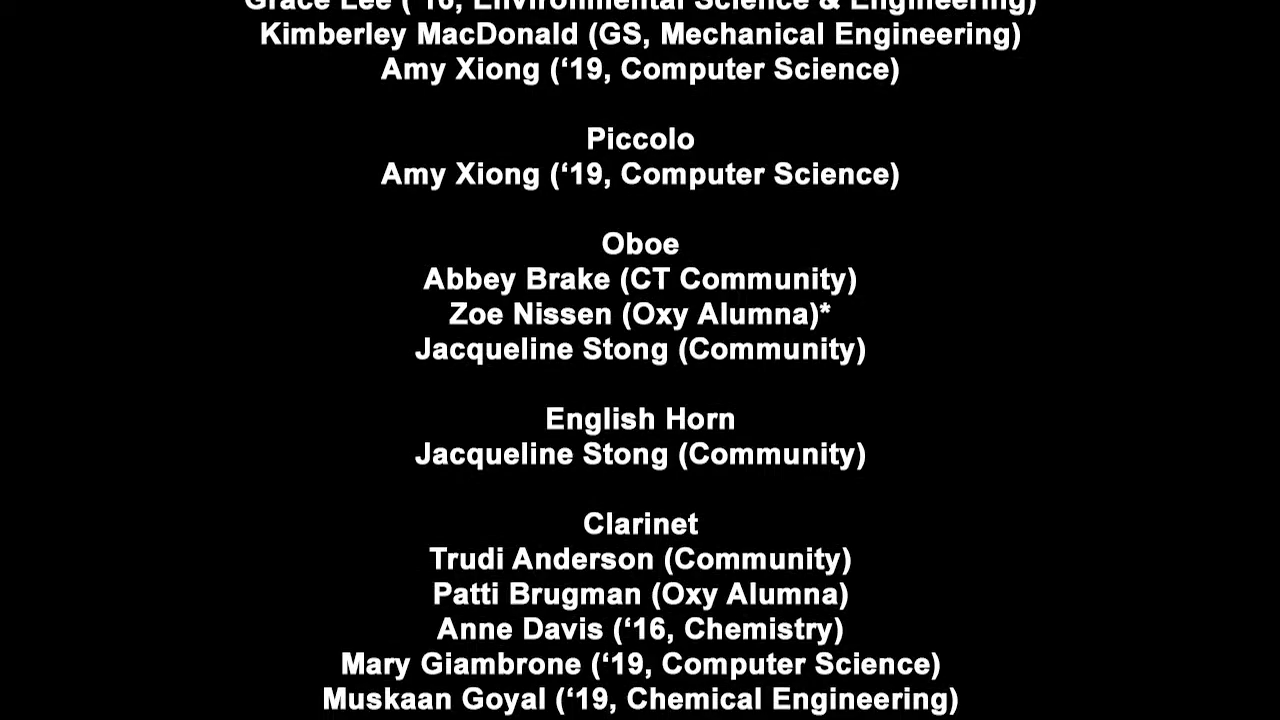 Grace Lee (‘16, Environmental Science & Engineering)
Kimberley MacDonald (GS, Mechanical Engineering)
Amy Xiong (‘19, Computer Science)
Piccolo
Amy Xiong (‘19, Computer Science)
Oboe
Abbey Brake (CT Community)
Zoe Nissen (Oxy Alumna)*
Jacqueline Stong (Community)
English Horn
Jacqueline Stong (Community)
Clarinet
Trudi Anderson (Community)
Patti Brugman (Oxy Alumna)
Anne Davis (‘16, Chemistry)
Mary Giambrone (‘19, Computer Science)
Muskaan Goyal (‘19, Chemical Engineering)